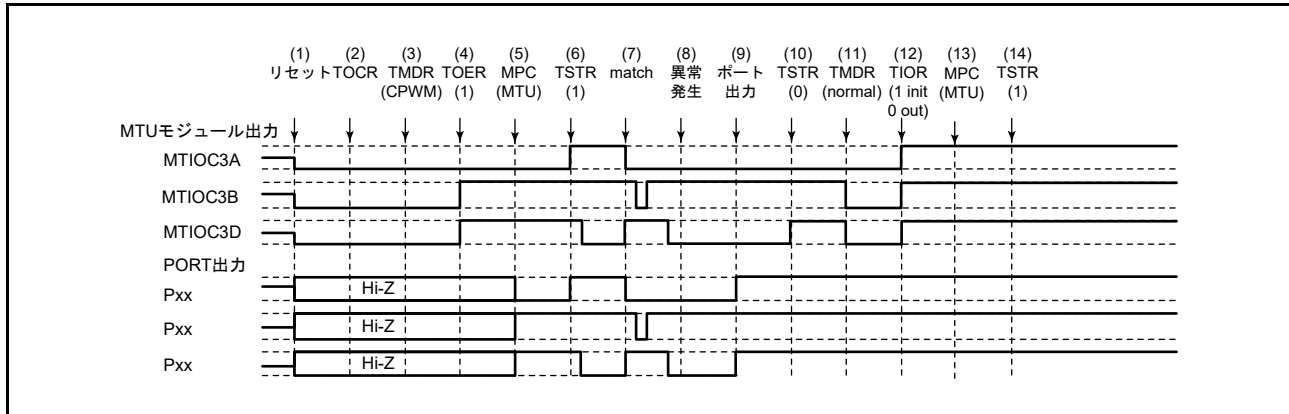 (1) (2) (3) (4) (5) (6) (7) (8) (9) (10) (11) (12) (13) (14)
リセット TOCR TMDR TOER MPC TSTR match 異常 ポート TSTR TMDR TIOR MPC TSTR
(CPWM) (1) (MTU) (1) 発生 出力 (0) (normal) (1 init (MTU) (1)
0 out)
MTUモジュール出力
MTIOC3A
MTIOC3B
MTIOC3D
PORT出力
Pxx Hi-Z
Pxx Hi-Z
Pxx Hi-Z